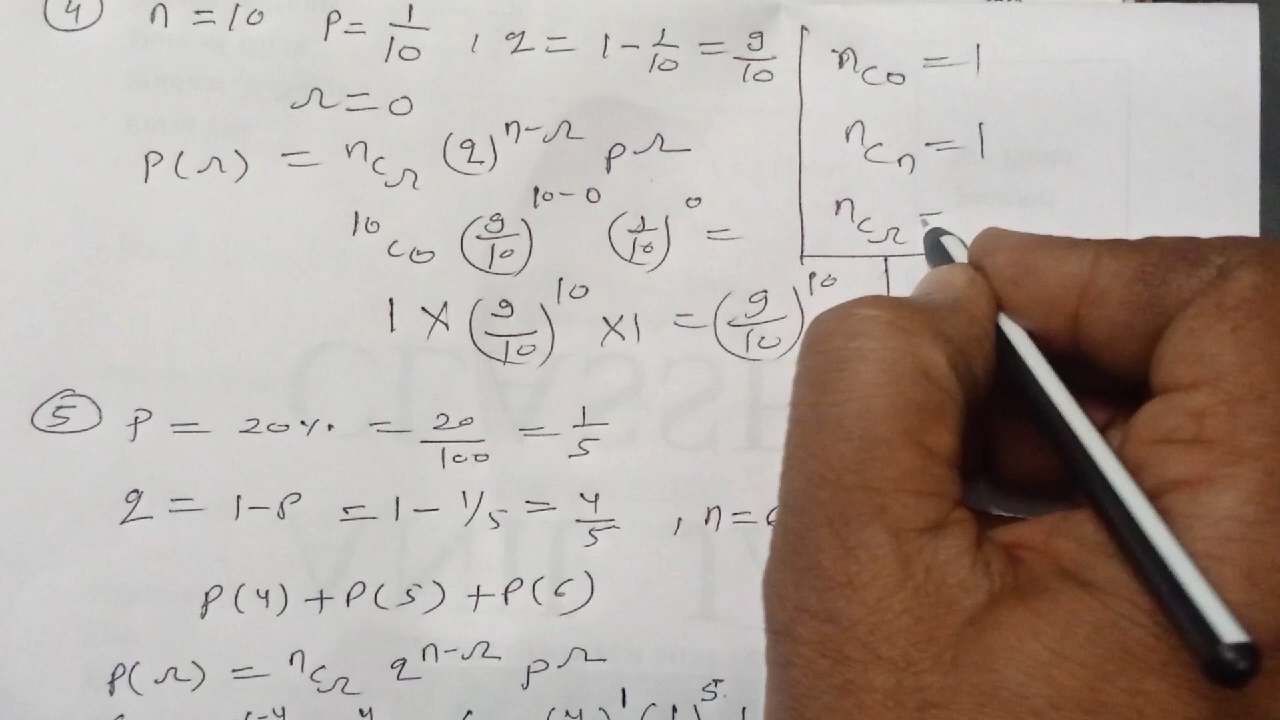 ④ n = 10 p = 1/10 , q = 1 - 1/10 = 9/10
r = 0
P(r) = nCr (q)^n-r p^r
10C0 (9/10)^10-0 (1/10)^0 =
1 × (9/10)^10 × 1 = (9/10)^10
nC0 = 1
nCn = 1
nCr =
⑤ P = 20% = 20/100 = 1/5
q = 1-P = 1 - 1/5 = 4/5 , n =
P(4) + P(5) + P(6)
P(r) = nCr q^n-r p^r